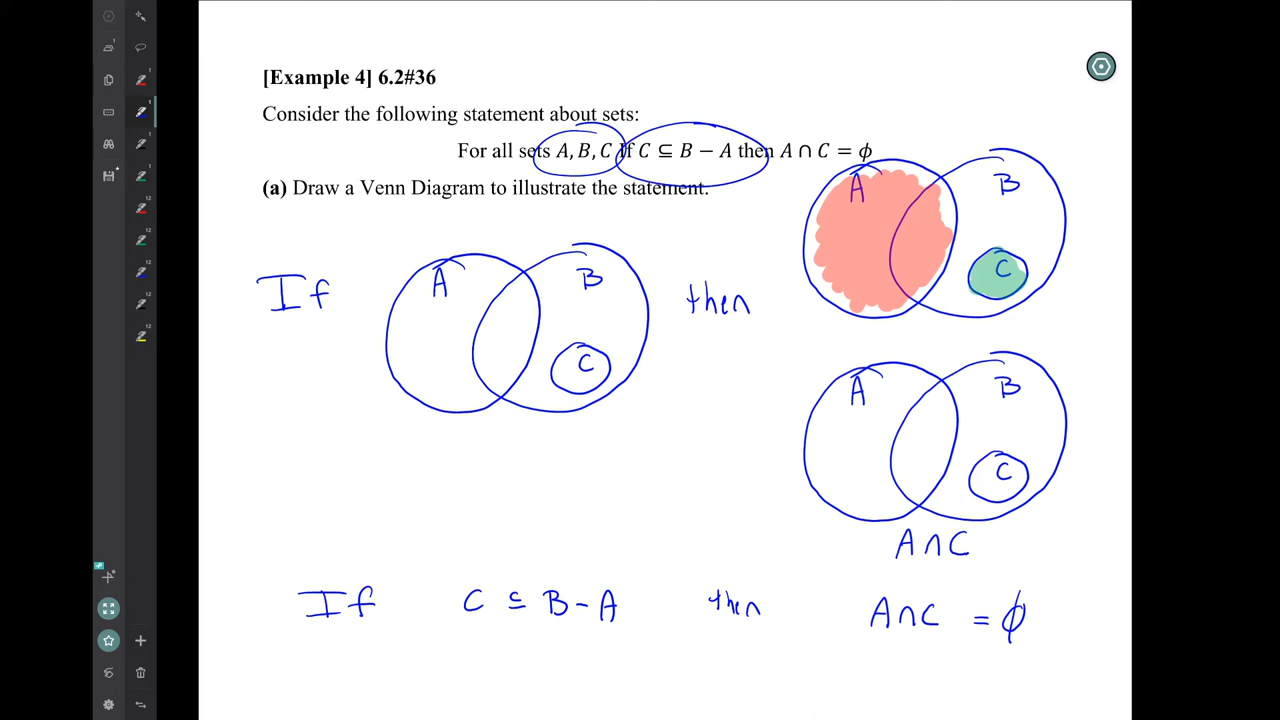 [Example 4] 6.2#36
Consider the following statement about sets:
For all sets A, B, C if C ⊆ B − A then A ∩ C = ϕ
(a) Draw a Venn Diagram to illustrate the statement.
A B
C
If
A B
C
then
A B
C
A ∩ C
If C ⊆ B − A then A ∩ C = ϕ